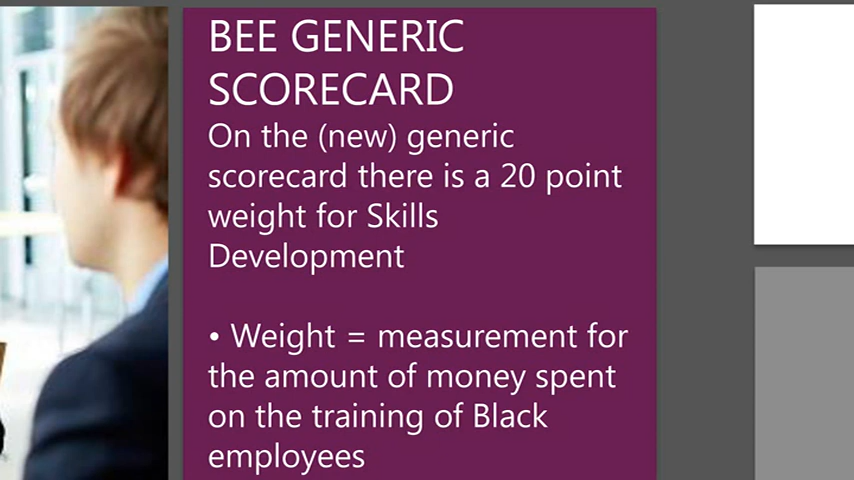 BEE GENERIC
SCORECARD
On the (new) generic
scorecard there is a 20 point
weight for Skills
Development
• Weight = measurement for
the amount of money spent
on the training of Black
employees